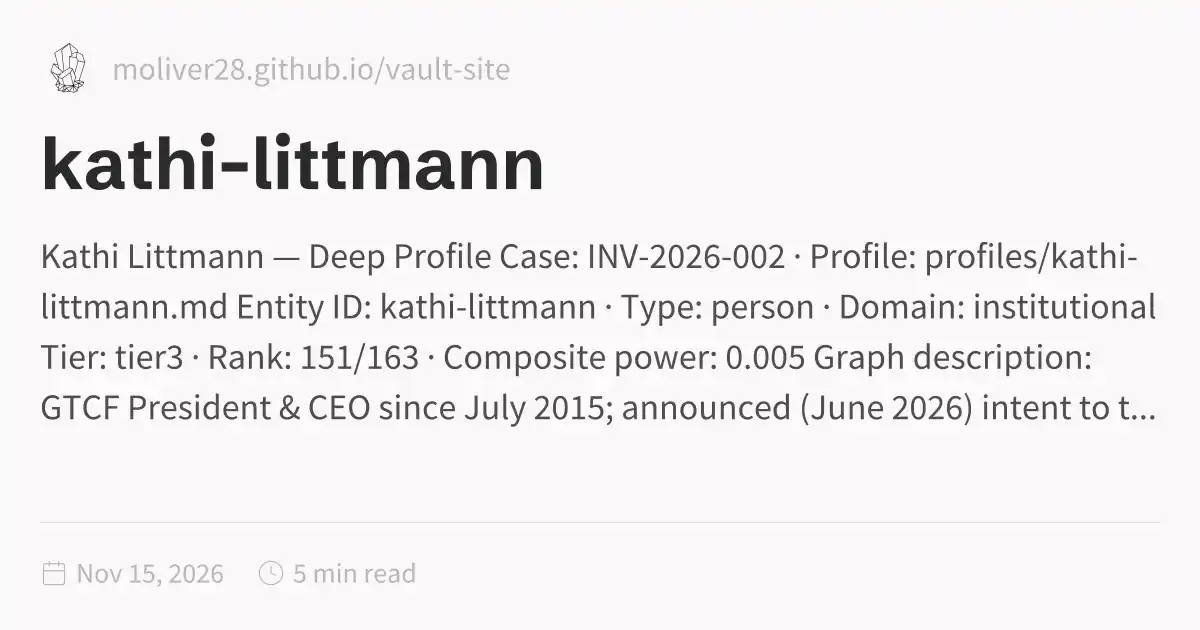 moliver28.github.io/vault-site
kathi-littmann
Kathi Littmann — Deep Profile Case: INV-2026-002 · Profile: profiles/kathi-
littmann.md Entity ID: kathi-littmann · Type: person · Domain: institutional
Tier: tier3 · Rank: 151/163 · Composite power: 0.005 Graph description:
GTCF President & CEO since July 2015; announced (June 2026) intent to t...
Nov 15, 2026 5 min read